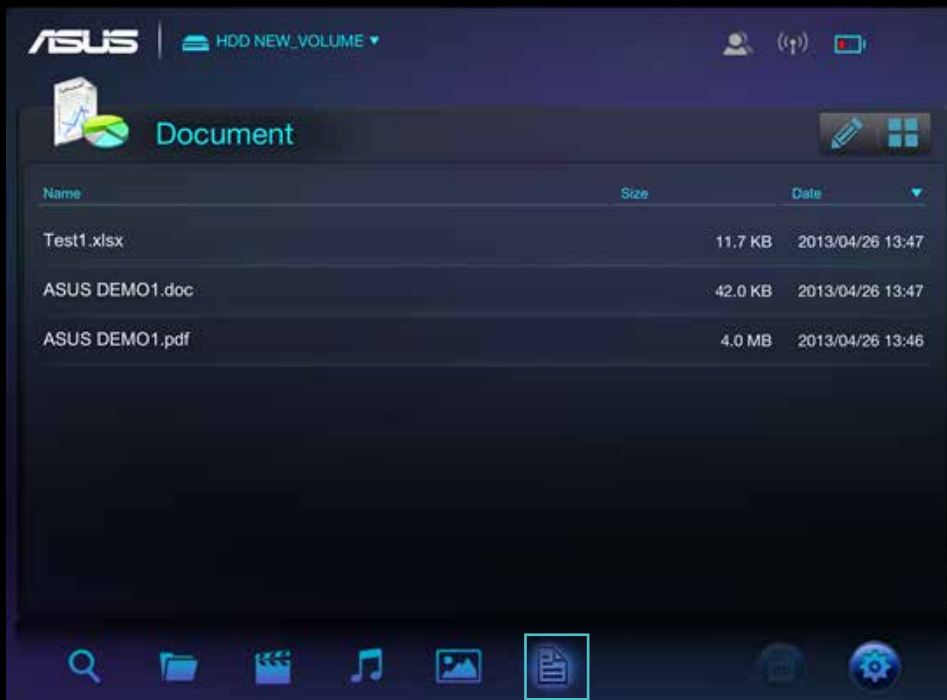 ASUS HDD NEW_VOLUME
Document
Name Size Date
Test1.xlsx 11.7 KB 2013/04/26 13:47
ASUS DEMO1.doc 42.0 KB 2013/04/26 13:47
ASUS DEMO1.pdf 4.0 MB 2013/04/26 13:46